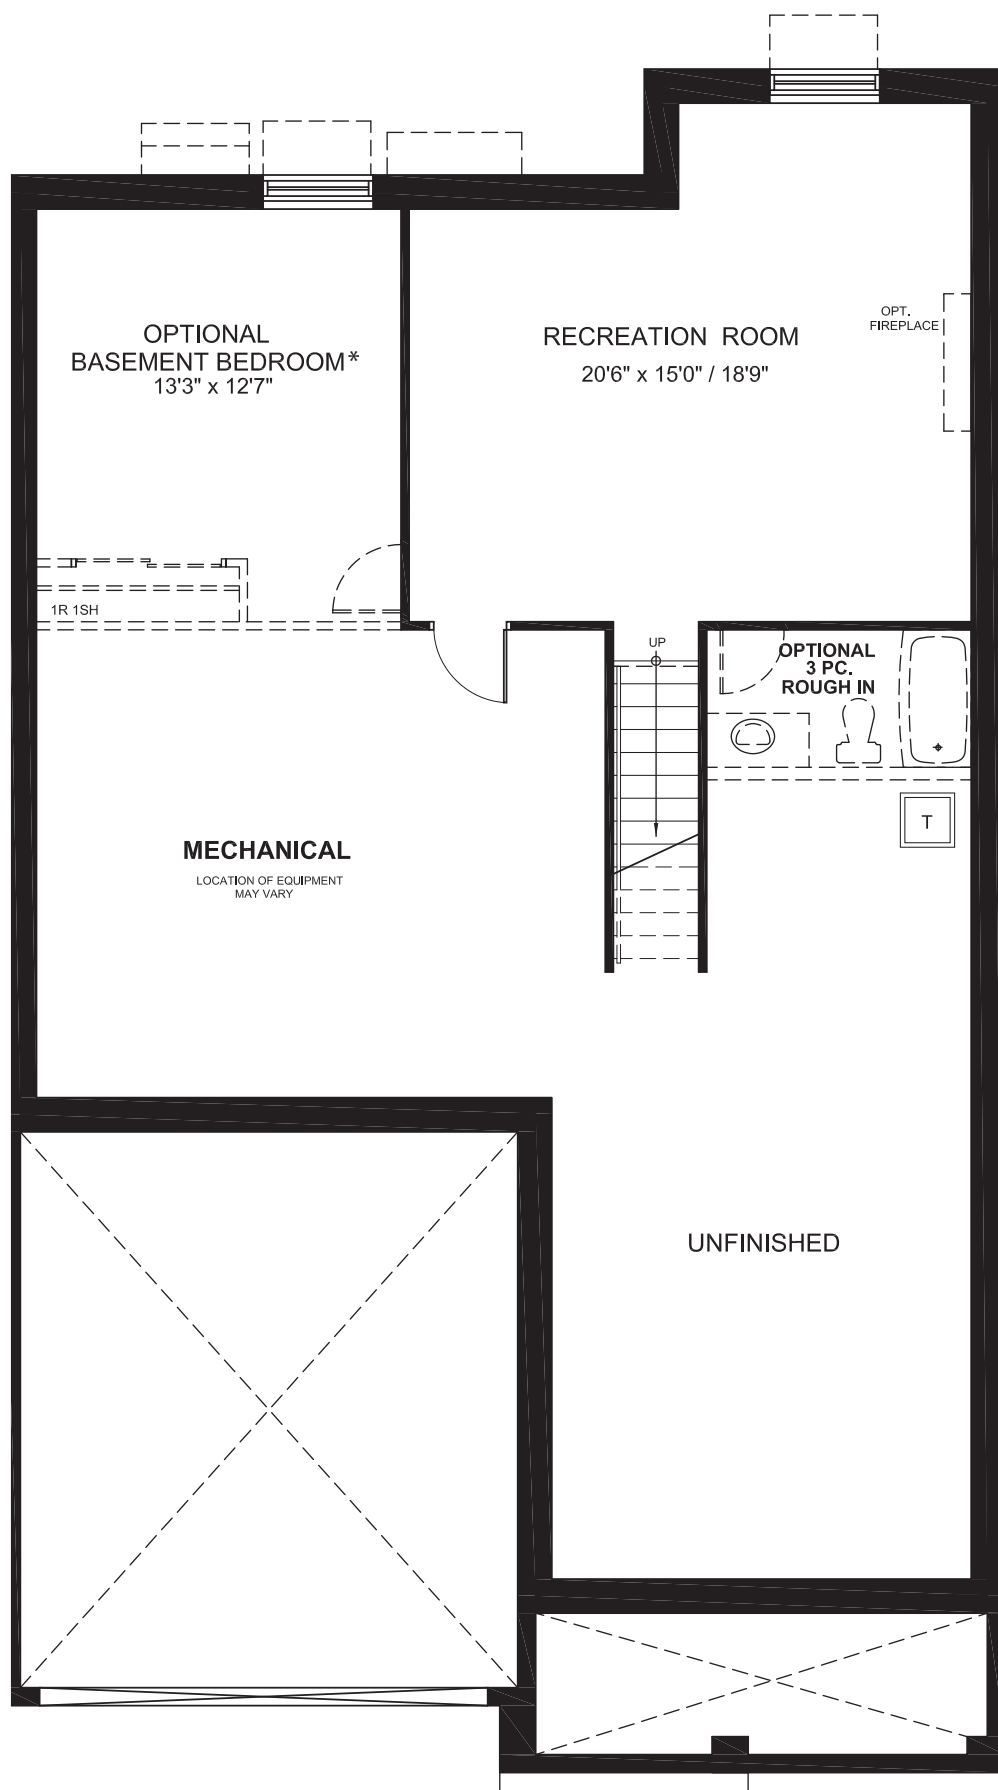 OPTIONAL
BASEMENT BEDROOM*
13'3" x 12'7"
RECREATION ROOM
20'6" x 15'0" / 18'9"
OPT.
FIREPLACE
1R 1SH
UP
OPTIONAL
3 PC.
ROUGH IN
T
MECHANICAL
LOCATION OF EQUIPMENT
MAY VARY
UNFINISHED